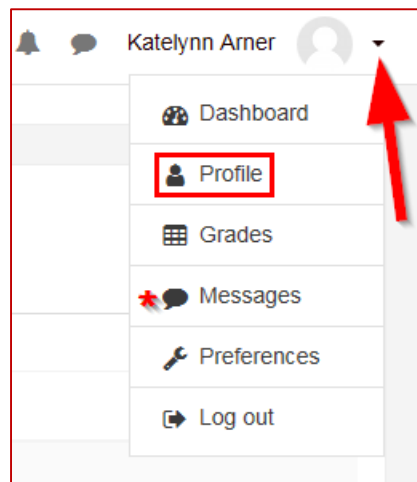 Katelynn Arner
Dashboard
Profile
Grades
* Messages
Preferences
Log out